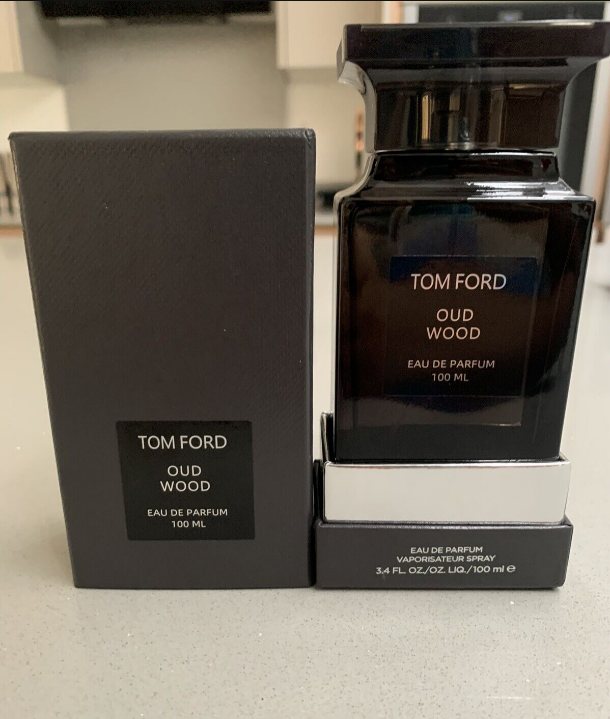 TOM FORD
OUD
WOOD
EAU DE PARFUM
100 ML
TOM FORD
OUD
WOOD
EAU DE PARFUM
100 ML
EAU DE PARFUM
VAPORISATEUR SPRAY
3.4 FL. OZ./OZ. LIQ./100 ml ℮